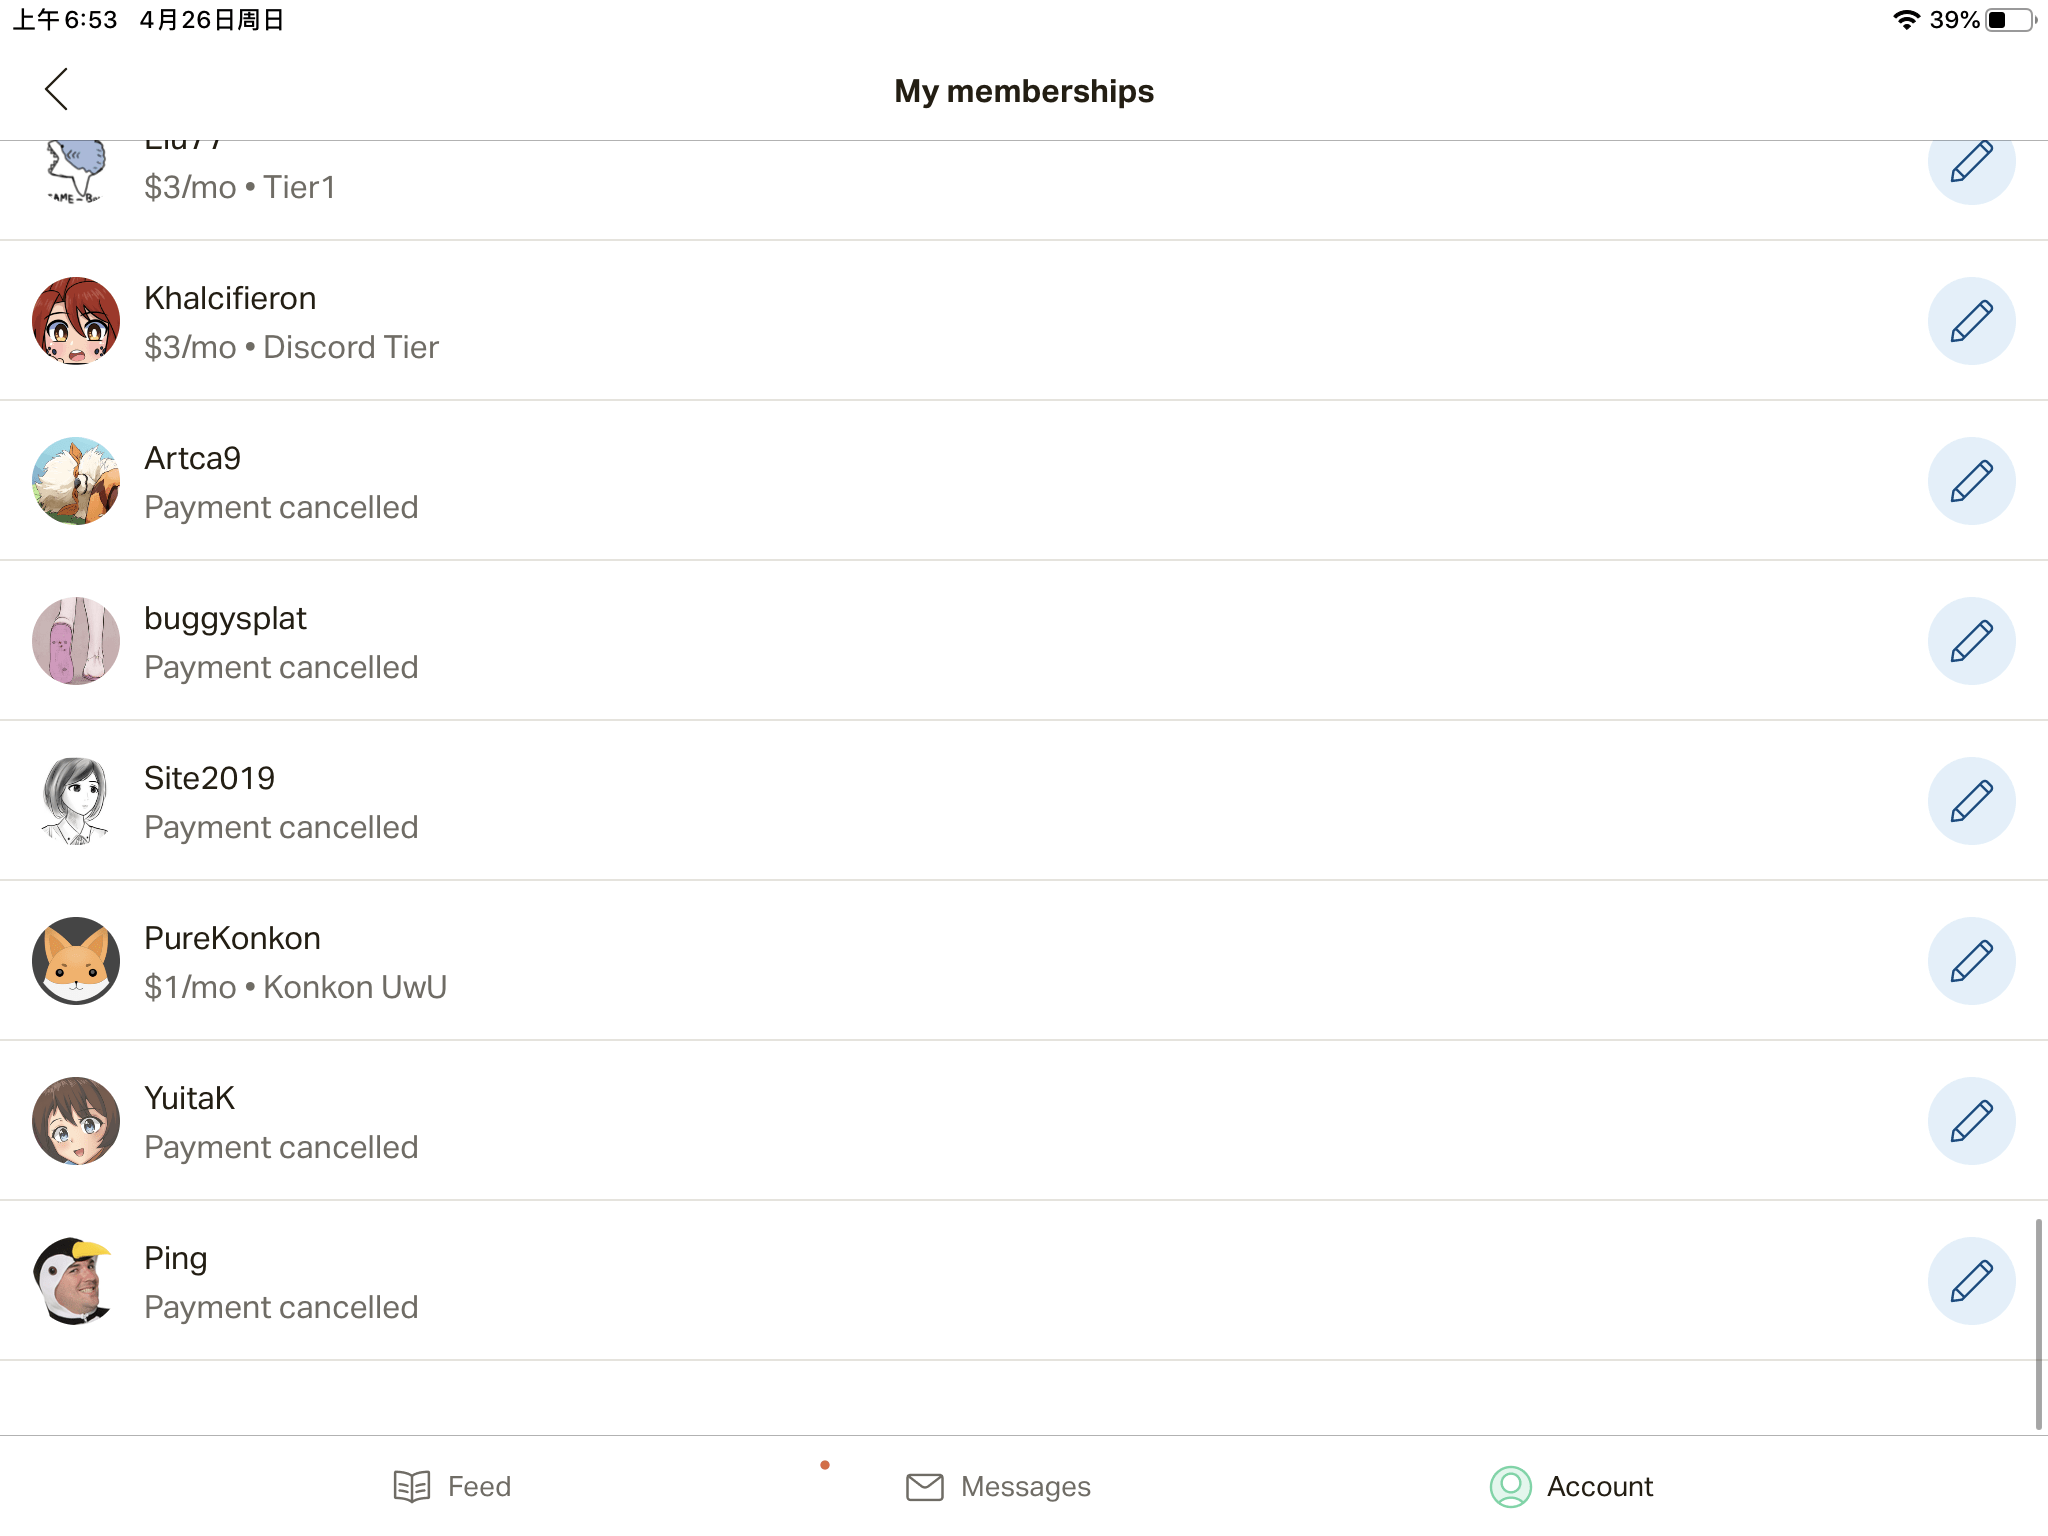 上午6:53 4月26日周日
39%
My memberships
$3/mo • Tier1
Khalcifieron
$3/mo • Discord Tier
Artca9
Payment cancelled
buggysplat
Payment cancelled
Site2019
Payment cancelled
PureKonkon
$1/mo • Konkon UwU
YuitaK
Payment cancelled
Ping
Payment cancelled
Feed
Messages
Account